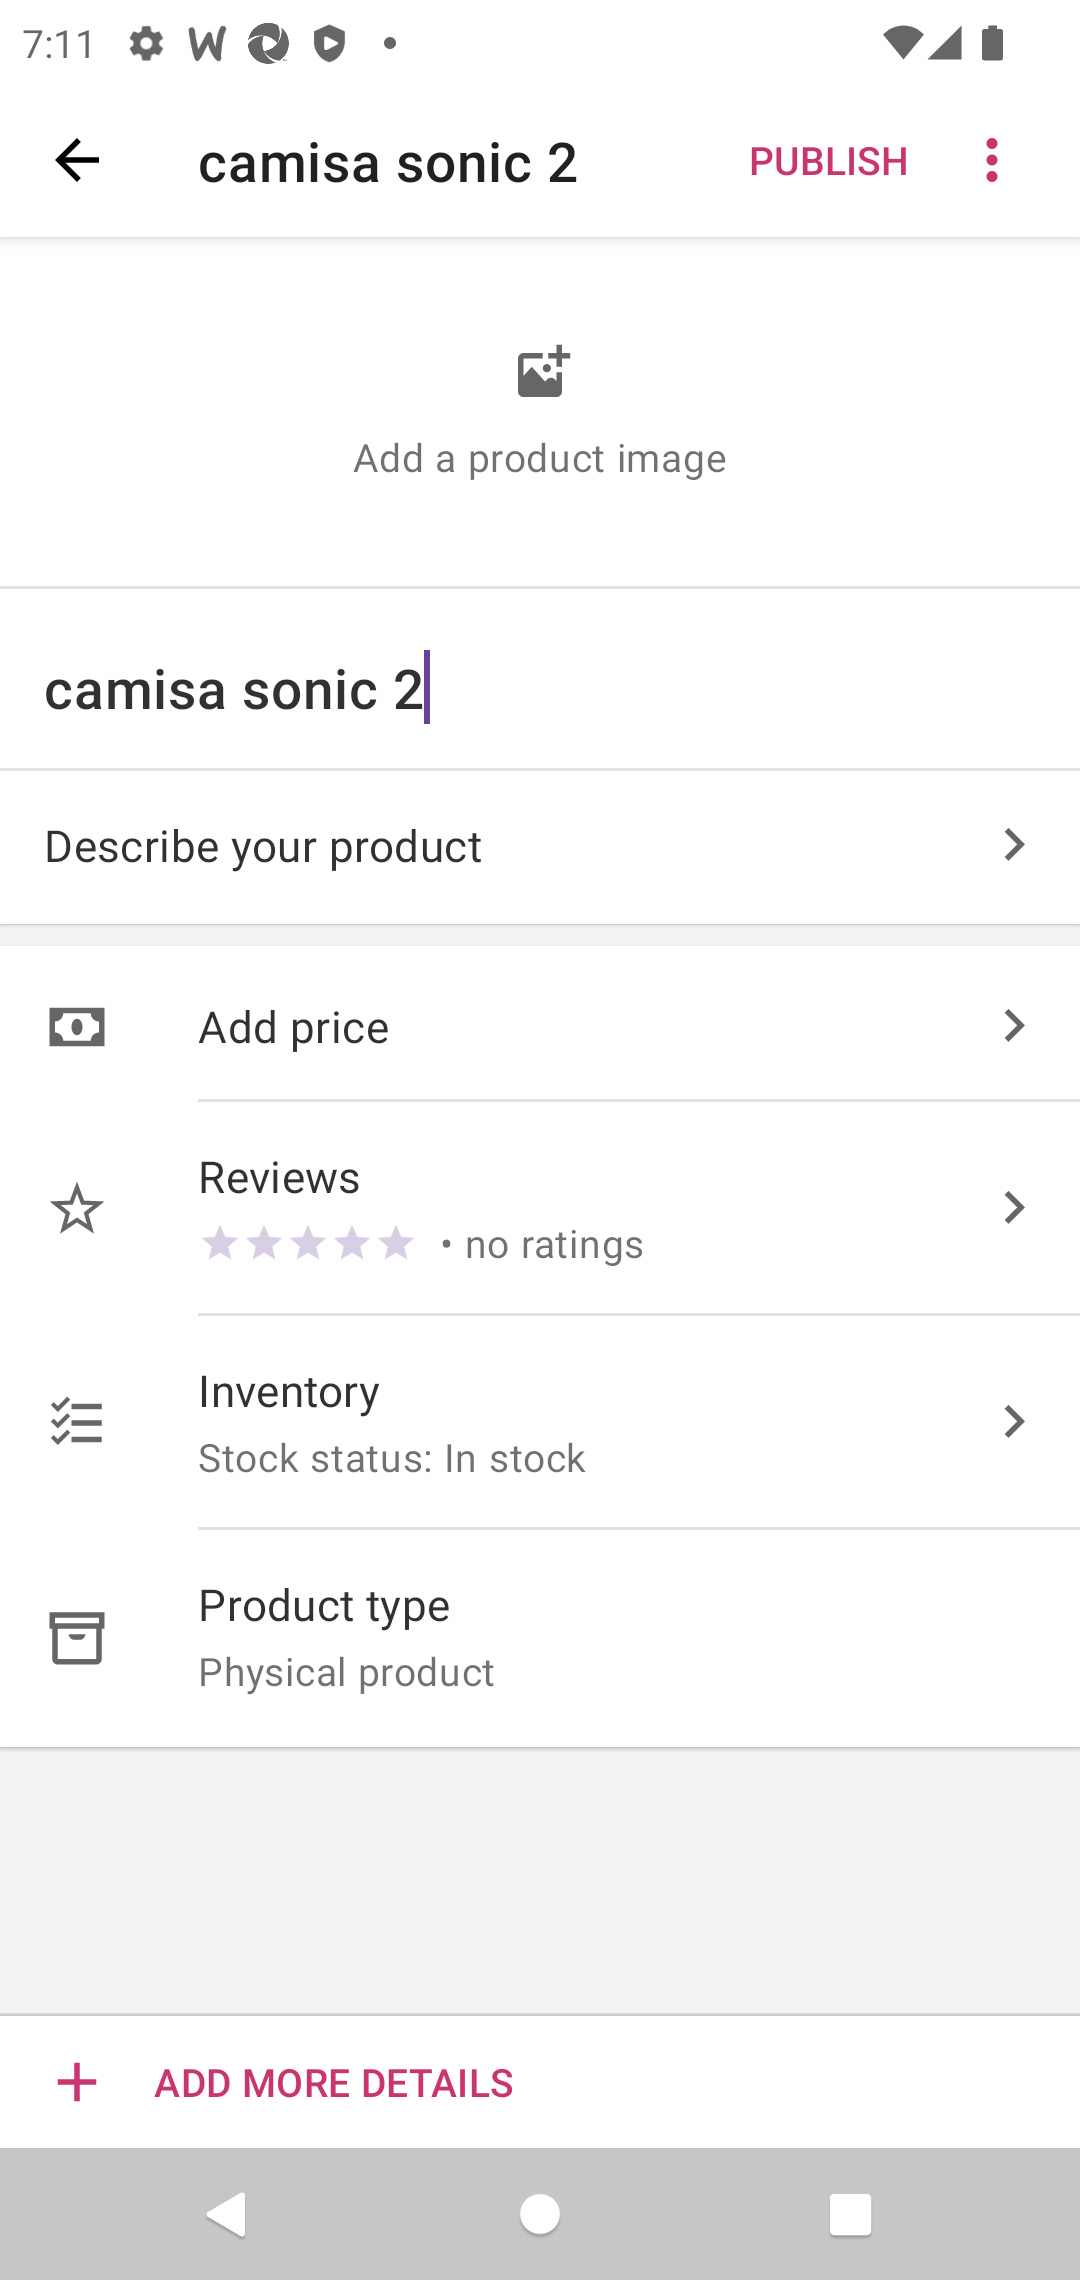 7:11
camisa sonic 2
PUBLISH
Add a product image
camisa sonic 2
Describe your product
Add price
Reviews
• no ratings
Inventory
Stock status: In stock
Product type
Physical product
ADD MORE DETAILS